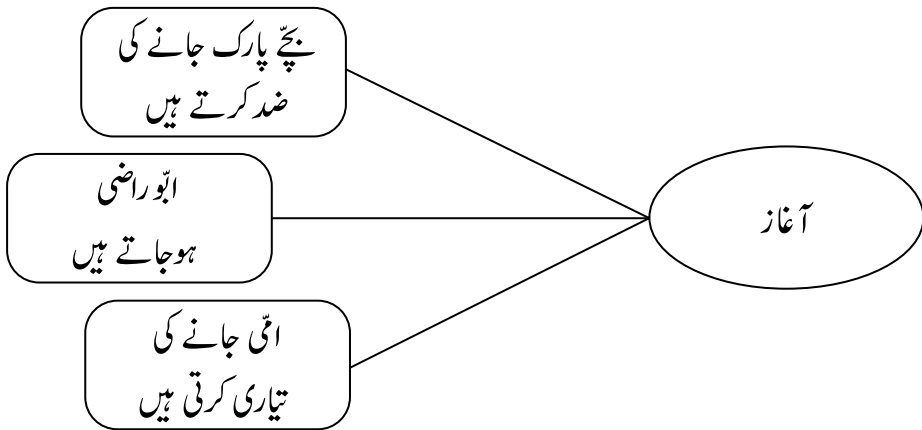 آغاز
بچّے پارک جانے کی
ضد کرتے ہیں
ابّو راضی
ہوجاتے ہیں
امّی جانے کی
تیاری کرتی ہیں